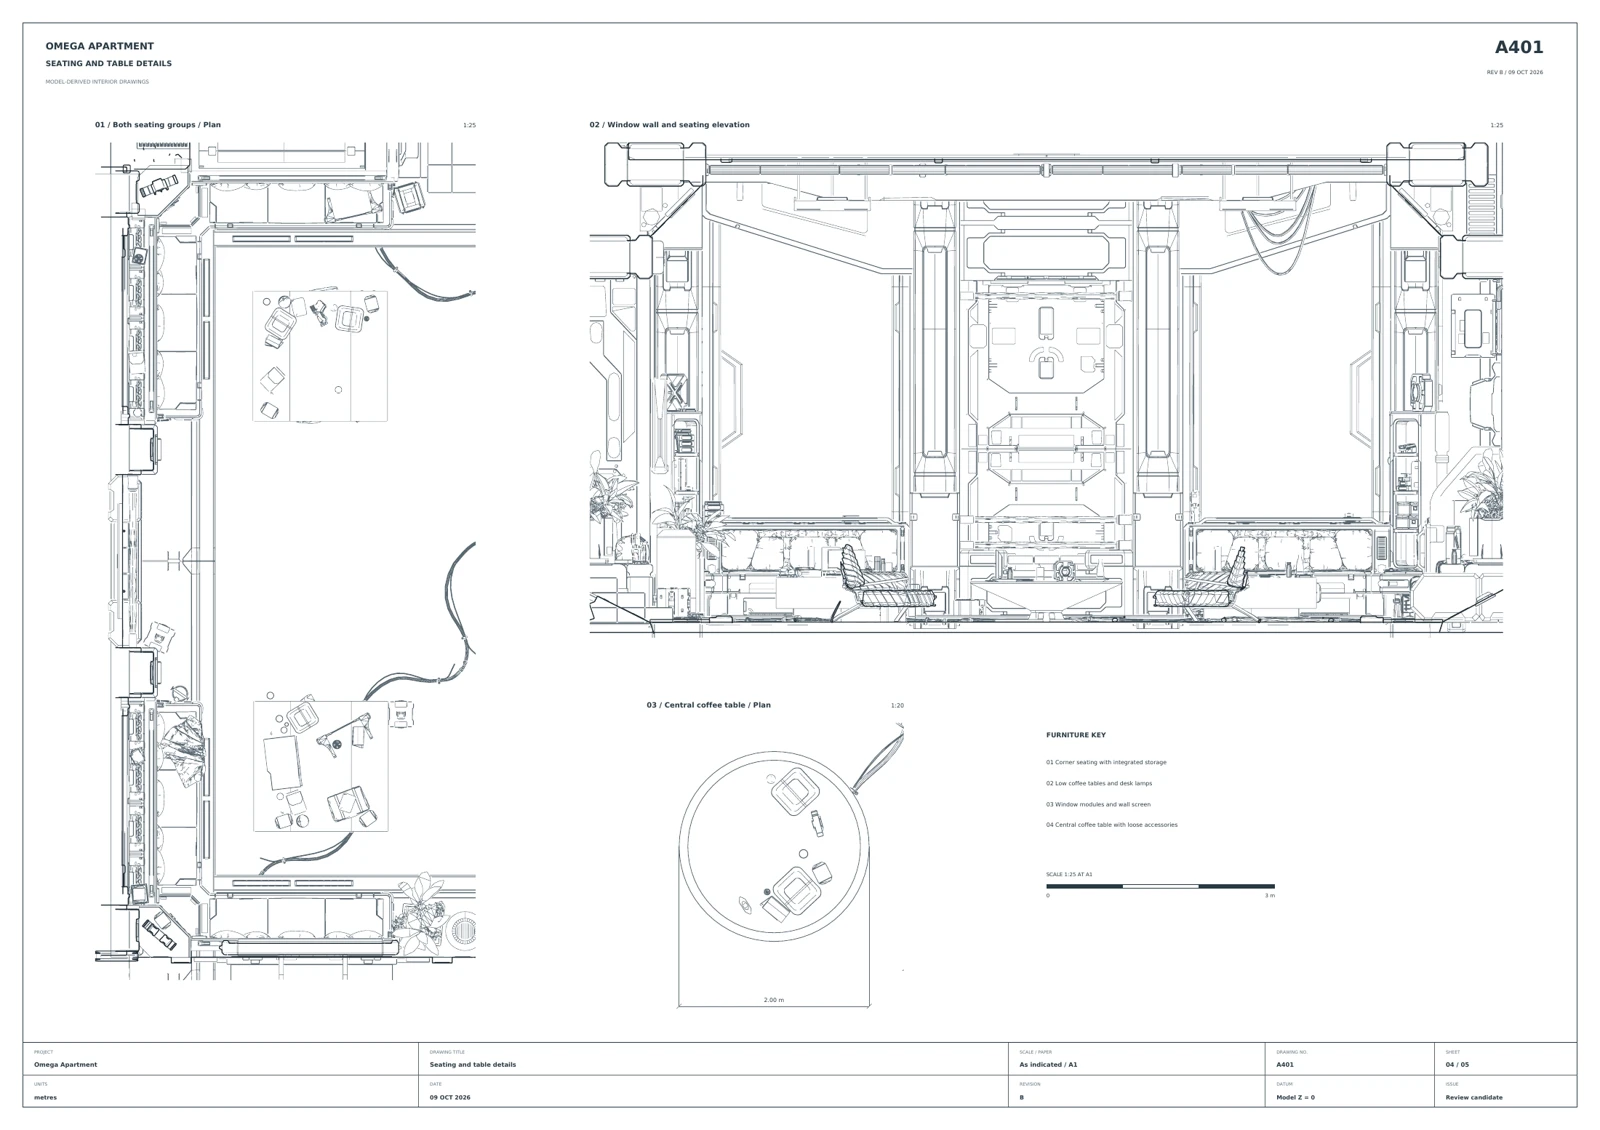 OMEGA APARTMENT
SEATING AND TABLE DETAILS
MODEL-DERIVED INTERIOR DRAWINGS
A401
REV B / 09 OCT 2026
01 / Both seating groups / Plan
1:25
02 / Window wall and seating elevation
1:25
03 / Central coffee table / Plan
1:20
2.00 m
FURNITURE KEY
01 Corner seating with integrated storage
02 Low coffee tables and desk lamps
03 Window modules and wall screen
04 Central coffee table with loose accessories
SCALE 1:25 AT A1
0
3 m
PROJECT
Omega Apartment
DRAWING TITLE
Seating and table details
SCALE / PAPER
As indicated / A1
DRAWING NO.
A401
SHEET
04 / 05
UNITS
metres
DATE
09 OCT 2026
REVISION
B
DATUM
Model Z = 0
ISSUE
Review candidate